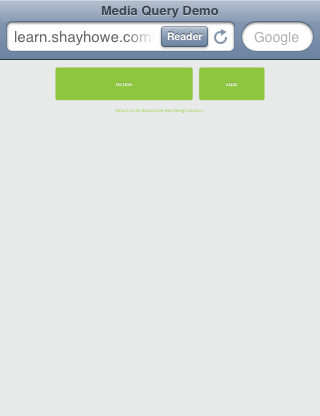 Media Query Demo
learn.shayhowe.com
Reader
Google
SECTION
ASIDE
Return to the Responsive Web Design Lesson »